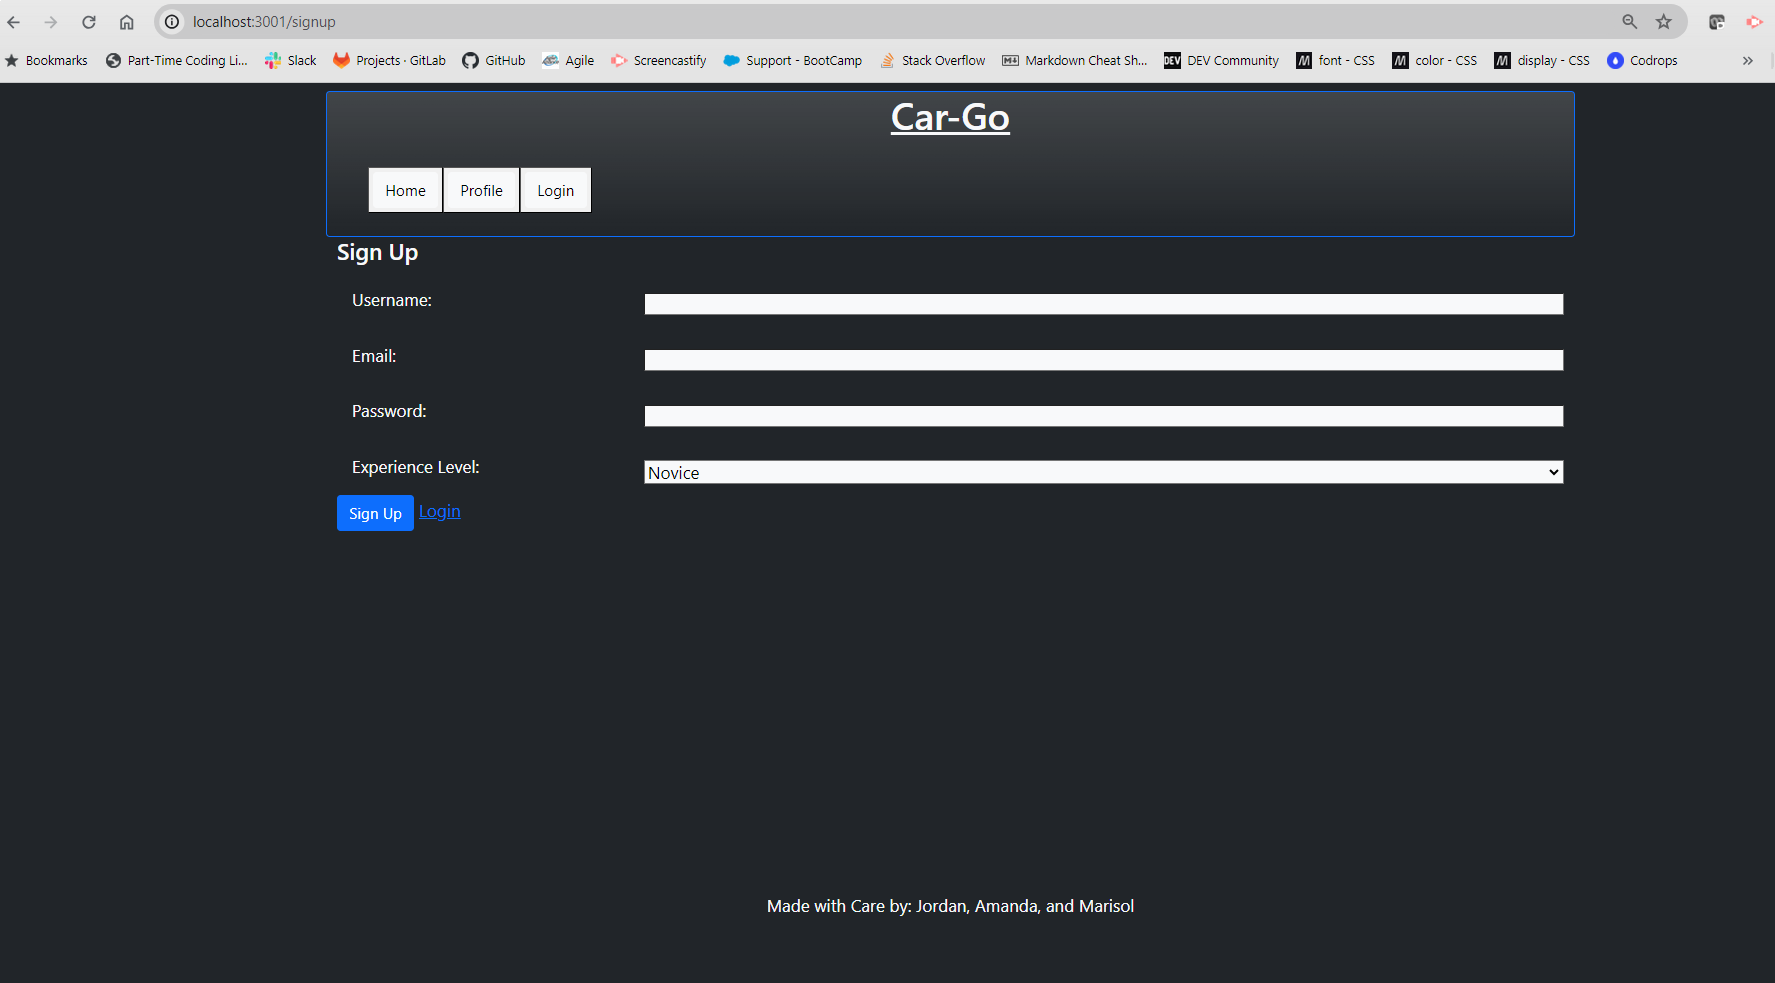 localhost:3001/signup
Bookmarks Part-Time Coding Li... Slack Projects · GitLab GitHub Agile Screencastify Support - BootCamp Stack Overflow Markdown Cheat Sh... DEV DEV Community font - CSS color - CSS display - CSS Codrops »
Car-Go
Home Profile Login
Sign Up
Username:
Email:
Password:
Experience Level: Novice
Sign Up Login
Made with Care by: Jordan, Amanda, and Marisol